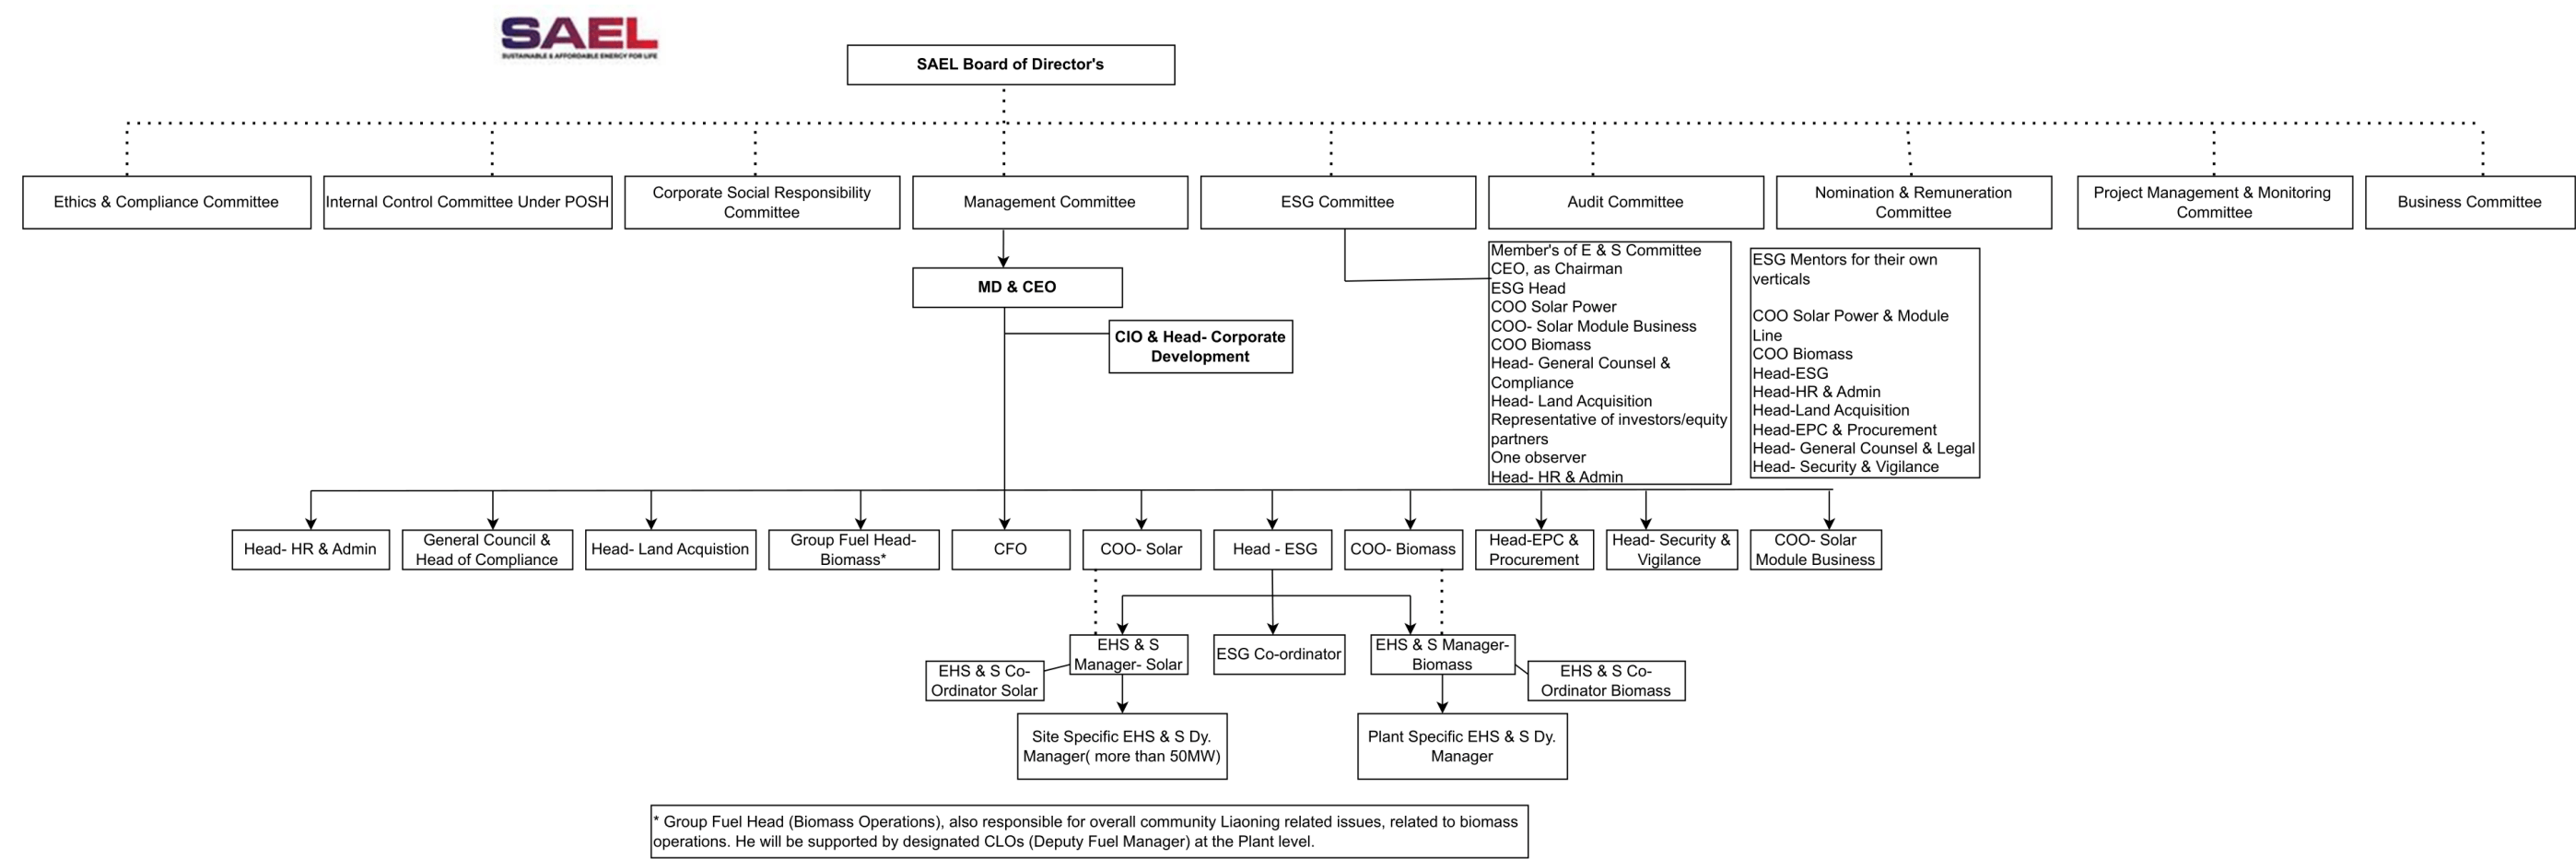 SAEL
SUSTAINABLE & AFFORDABLE ENERGY FOR LIFE
SAEL Board of Director's
Ethics & Compliance Committee
Internal Control Committee Under POSH
Corporate Social Responsibility
Committee
Management Committee
ESG Committee
Audit Committee
Nomination & Remuneration
Committee
Project Management & Monitoring
Committee
Business Committee
MD & CEO
CIO & Head- Corporate
Development
Member's of E & S Committee
CEO, as Chairman
ESG Head
COO Solar Power
COO- Solar Module Business
COO Biomass
Head- General Counsel &
Compliance
Head- Land Acquisition
Representative of investors/equity
partners
One observer
Head- HR & Admin
ESG Mentors for their own
verticals
COO Solar Power & Module
Line
COO Biomass
Head-ESG
Head-HR & Admin
Head-Land Acquisition
Head-EPC & Procurement
Head- General Counsel & Legal
Head- Security & Vigilance
Head- HR & Admin
General Council &
Head of Compliance
Head- Land Acquistion
Group Fuel Head-
Biomass*
CFO
COO- Solar
Head - ESG
COO- Biomass
Head-EPC &
Procurement
Head- Security &
Vigilance
COO- Solar
Module Business
EHS & S
Manager- Solar
ESG Co-ordinator
EHS & S Manager-
Biomass
EHS & S Co-
Ordinator Solar
EHS & S Co-
Ordinator Biomass
Site Specific EHS & S Dy.
Manager( more than 50MW)
Plant Specific EHS & S Dy.
Manager
* Group Fuel Head (Biomass Operations), also responsible for overall community Liaoning related issues, related to biomass
operations. He will be supported by designated CLOs (Deputy Fuel Manager) at the Plant level.